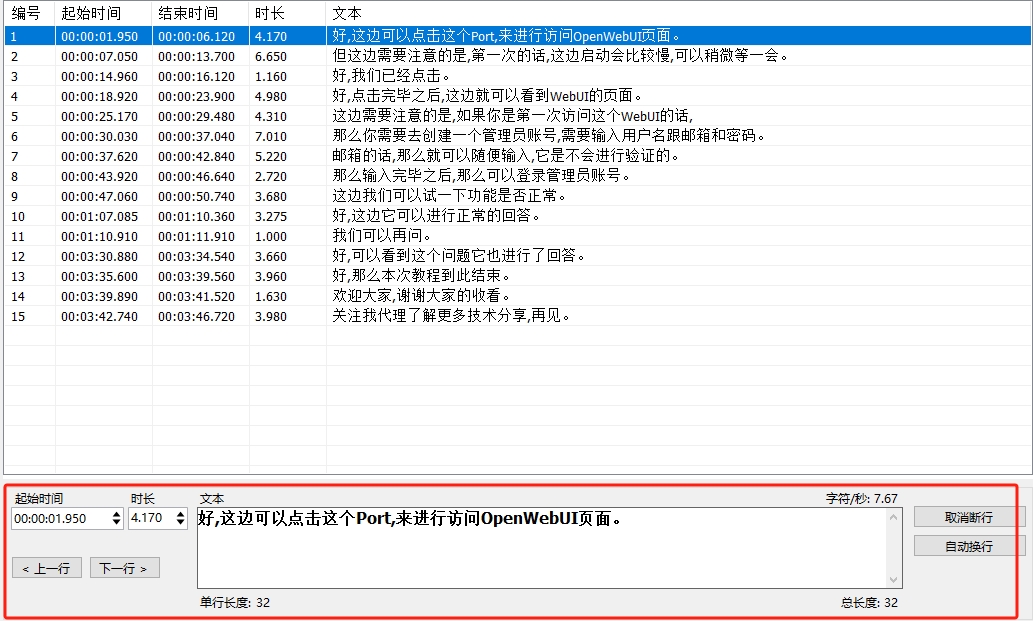 编号 起始时间 结束时间 时长 文本
1 00:00:01.950 00:00:06.120 4.170 好,这边可以点击这个Port,来进行访问OpenWebUI页面。
2 00:00:07.050 00:00:13.700 6.650 但这边需要注意的是,第一次的话,这边启动会比较慢,可以稍微等一会。
3 00:00:14.960 00:00:16.120 1.160 好,我们已经点击。
4 00:00:18.920 00:00:23.900 4.980 好,点击完毕之后,这边就可以看到WebUI的页面。
5 00:00:25.170 00:00:29.480 4.310 这边需要注意的是,如果你是第一次访问这个WebUI的话,
6 00:00:30.030 00:00:37.040 7.010 那么你需要去创建一个管理员账号,需要输入用户名跟邮箱和密码。
7 00:00:37.620 00:00:42.840 5.220 邮箱的话,那么就可以随便输入,它是不会进行验证的。
8 00:00:43.920 00:00:46.640 2.720 那么输入完毕之后,那么可以登录管理员账号。
9 00:00:47.060 00:00:50.740 3.680 这边我们可以试一下功能是否正常。
10 00:01:07.085 00:01:10.360 3.275 好,这边它可以进行正常的回答。
11 00:01:10.910 00:01:11.910 1.000 我们可以再问。
12 00:03:30.880 00:03:34.540 3.660 好,可以看到这个问题它也进行了回答。
13 00:03:35.600 00:03:39.560 3.960 好,那么本次教程到此结束。
14 00:03:39.890 00:03:41.520 1.630 欢迎大家,谢谢大家的收看。
15 00:03:42.740 00:03:46.720 3.980 关注我代理了解更多技术分享,再见。
起始时间 时长 文本 字符/秒: 7.67
00:00:01.950 4.170 好,这边可以点击这个Port,来进行访问OpenWebUI页面。 取消断行
自动换行
< 上一行 下一行 >
单行长度: 32 总长度: 32